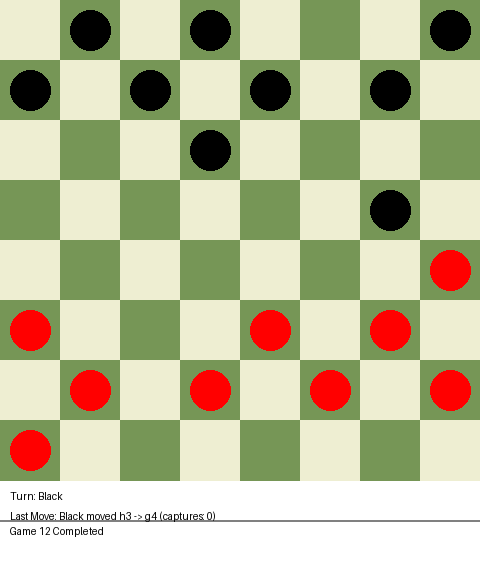 Turn: Black
Last Move: Black moved h3 -> g4 (captures: 0)
Game 12 Completed